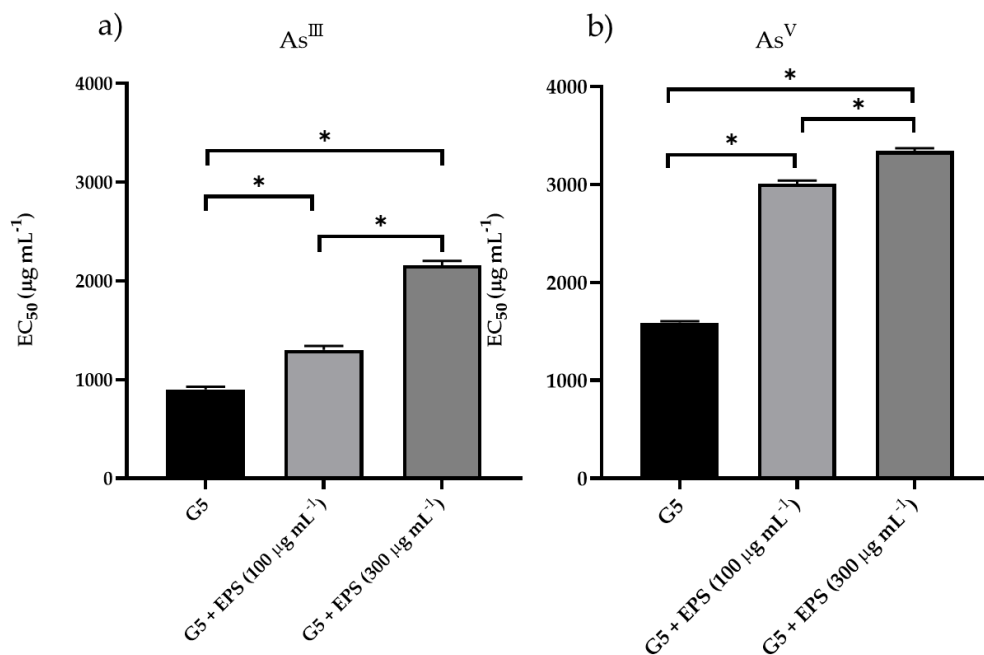 a)
As^III
4000
3000
2000
1000
0
EC50 (µg mL-1)
*
*
*
G5
G5 + EPS (100 µg mL-1)
G5 + EPS (300 µg mL-1)
b)
As^V
4000
3000
2000
1000
0
EC50 (µg mL-1)
*
*
*
G5
G5 + EPS (100 µg mL-1)
G5 + EPS (300 µg mL-1)